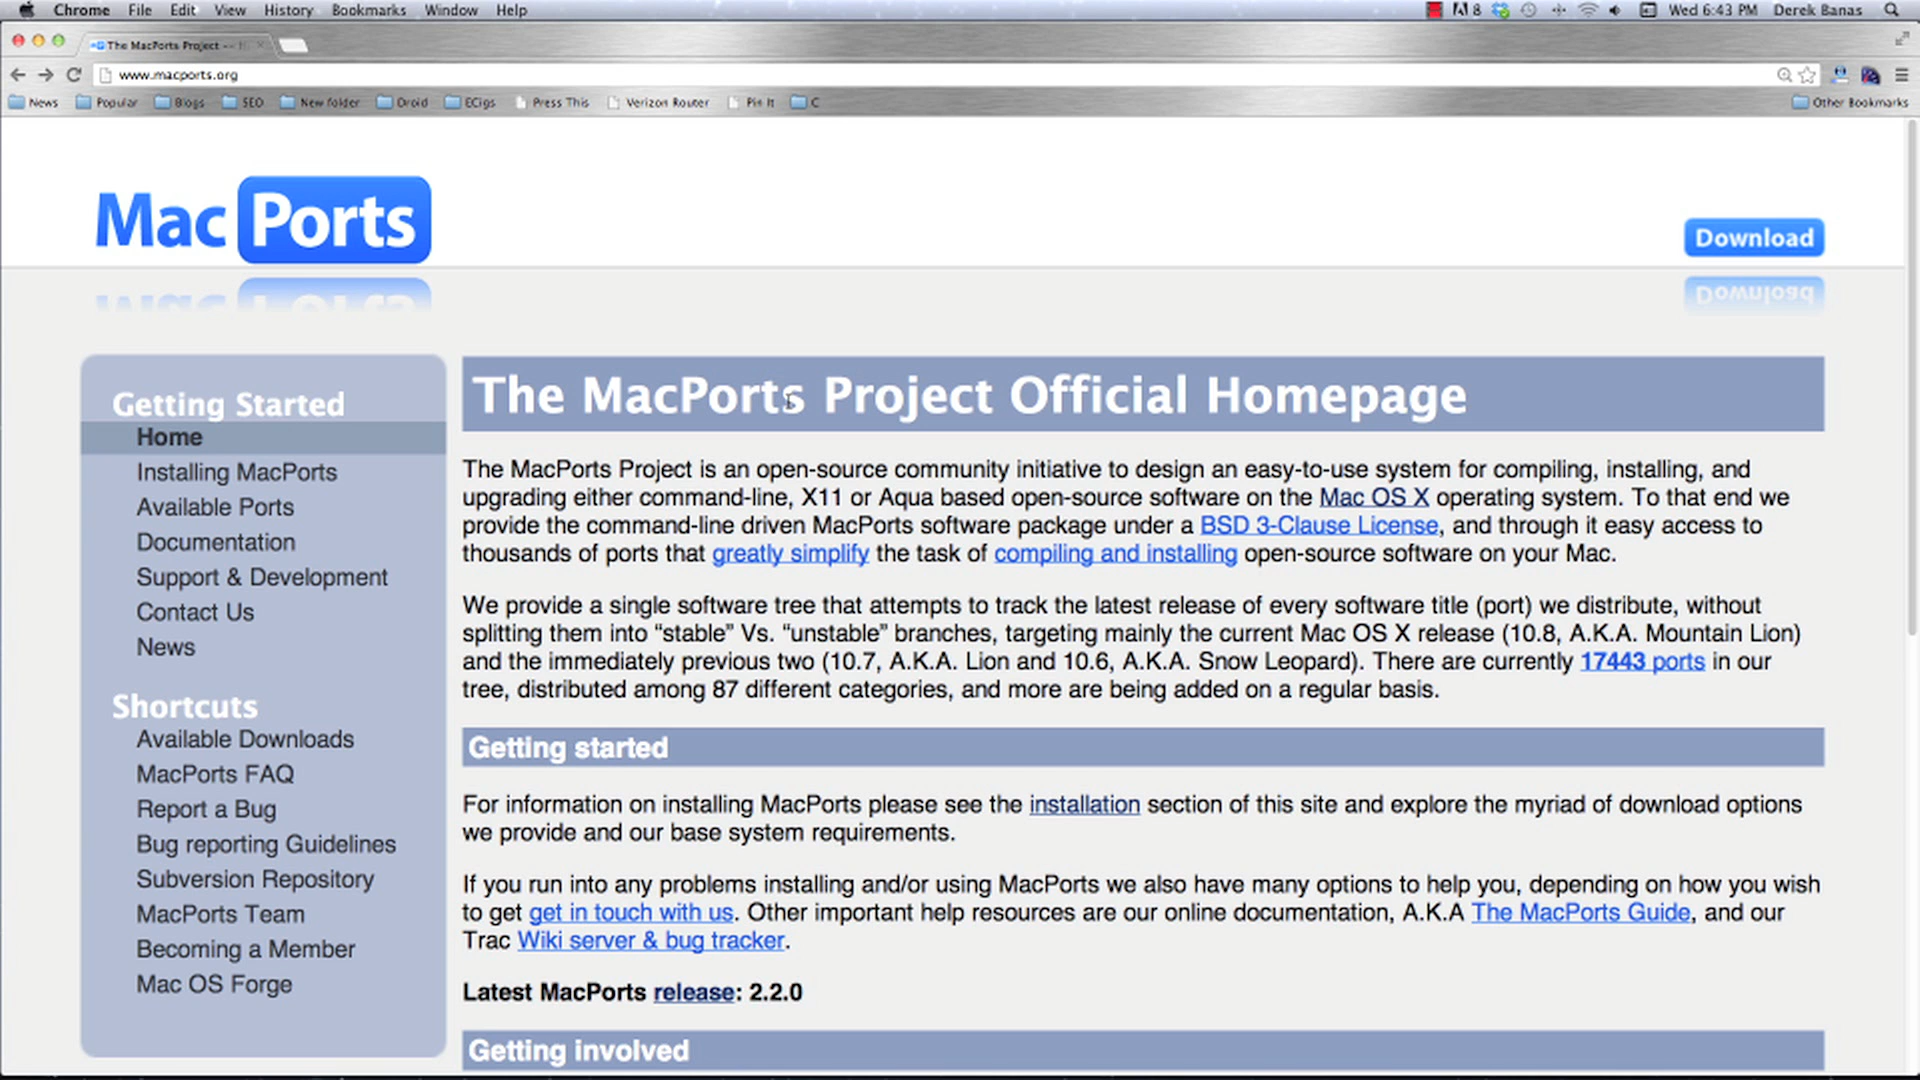 Chrome File Edit View History Bookmarks Window Help
8 Wed 6:43 PM Derek Banas
The MacPorts Project --
www.macports.org
News Popular Blogs SEO New folder Droid ECigs Press This Verizon Router Pin It C Other Bookmarks
Mac Ports
Download
Getting Started
Home
Installing MacPorts
Available Ports
Documentation
Support & Development
Contact Us
News
Shortcuts
Available Downloads
MacPorts FAQ
Report a Bug
Bug reporting Guidelines
Subversion Repository
MacPorts Team
Becoming a Member
Mac OS Forge
The MacPorts Project Official Homepage
The MacPorts Project is an open-source community initiative to design an easy-to-use system for compiling, installing, and
upgrading either command-line, X11 or Aqua based open-source software on the Mac OS X operating system. To that end we
provide the command-line driven MacPorts software package under a BSD 3-Clause License, and through it easy access to
thousands of ports that greatly simplify the task of compiling and installing open-source software on your Mac.
We provide a single software tree that attempts to track the latest release of every software title (port) we distribute, without
splitting them into “stable” Vs. “unstable” branches, targeting mainly the current Mac OS X release (10.8, A.K.A. Mountain Lion)
and the immediately previous two (10.7, A.K.A. Lion and 10.6, A.K.A. Snow Leopard). There are currently 17443 ports in our
tree, distributed among 87 different categories, and more are being added on a regular basis.
Getting started
For information on installing MacPorts please see the installation section of this site and explore the myriad of download options
we provide and our base system requirements.
If you run into any problems installing and/or using MacPorts we also have many options to help you, depending on how you wish
to get get in touch with us. Other important help resources are our online documentation, A.K.A The MacPorts Guide, and our
Trac Wiki server & bug tracker.
Latest MacPorts release: 2.2.0
Getting involved